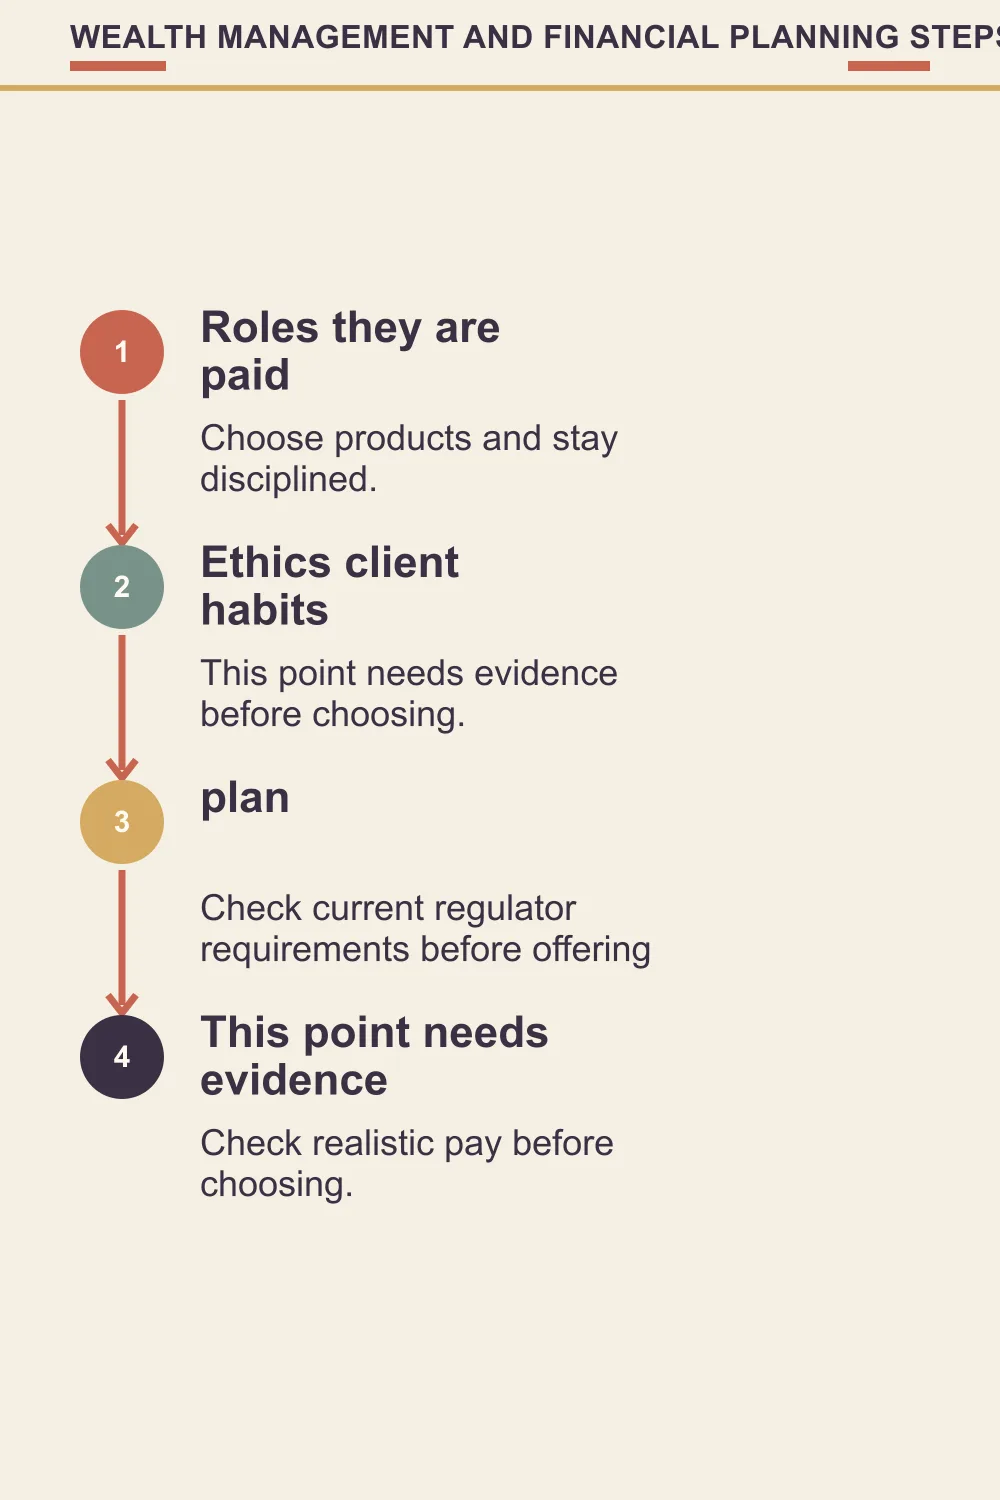 WEALTH MANAGEMENT AND FINANCIAL PLANNING STEPS
1
Roles they are
paid
Choose products and stay
disciplined.
2
Ethics client
habits
This point needs evidence
before choosing.
3
plan
Check current regulator
requirements before offering
4
This point needs
evidence
Check realistic pay before
choosing.